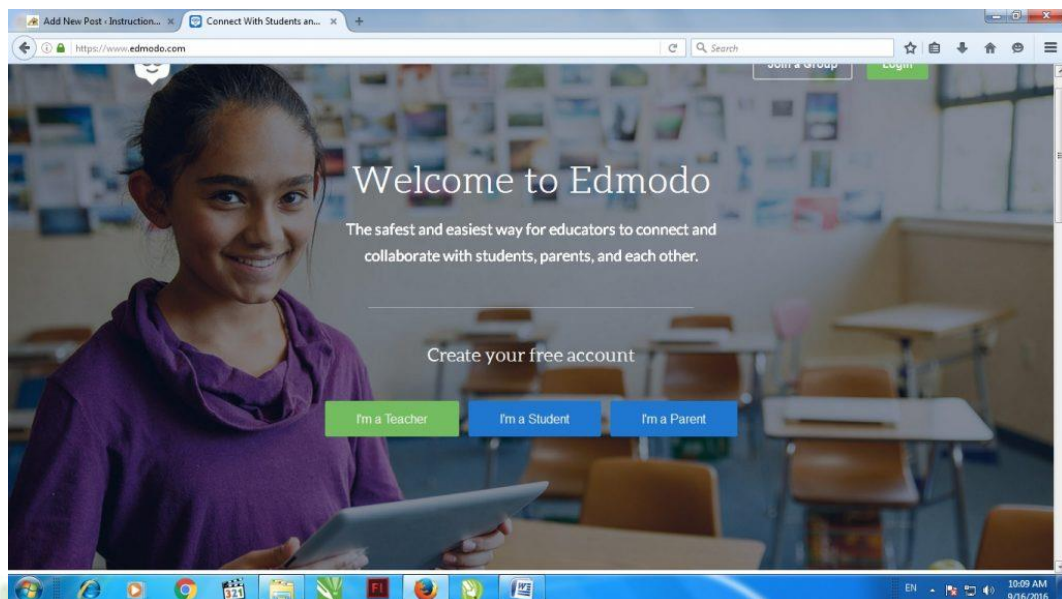 Add New Post ‹ Instruction...
Connect With Students an...
https://www.edmodo.com
Search
Join a Group
Login
Welcome to Edmodo
The safest and easiest way for educators to connect and
collaborate with students, parents, and each other.
Create your free account
I'm a Teacher
I'm a Student
I'm a Parent
321
Fl
W
EN
10:09 AM
9/16/2016